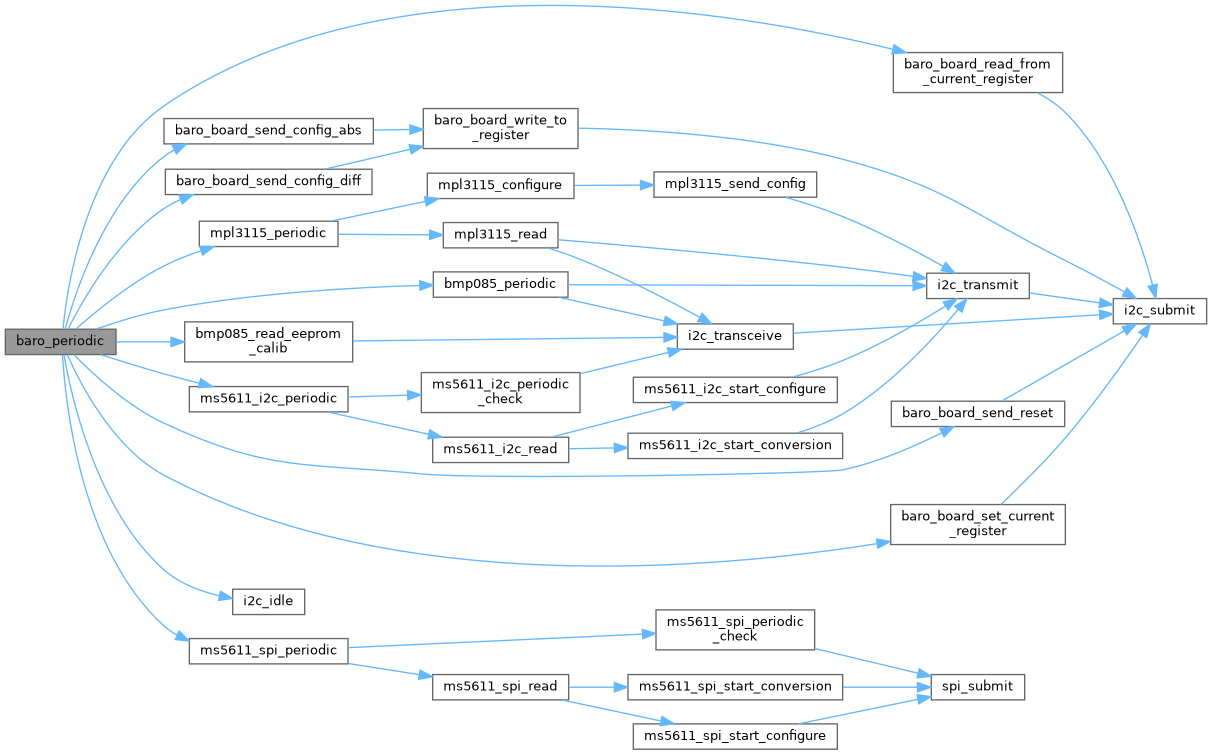 baro_board_read_from
_current_register
baro_board_send_config_abs
baro_board_write_to
_register
baro_board_send_config_diff
mpl3115_configure
mpl3115_send_config
mpl3115_periodic
mpl3115_read
bmp085_periodic
i2c_transmit
i2c_submit
baro_periodic
bmp085_read_eeprom
_calib
i2c_transceive
ms5611_i2c_periodic
ms5611_i2c_periodic
_check
ms5611_i2c_start_configure
baro_board_send_reset
ms5611_i2c_read
ms5611_i2c_start_conversion
baro_board_set_current
_register
i2c_idle
ms5611_spi_periodic
ms5611_spi_periodic
_check
ms5611_spi_read
ms5611_spi_start_conversion
spi_submit
ms5611_spi_start_configure